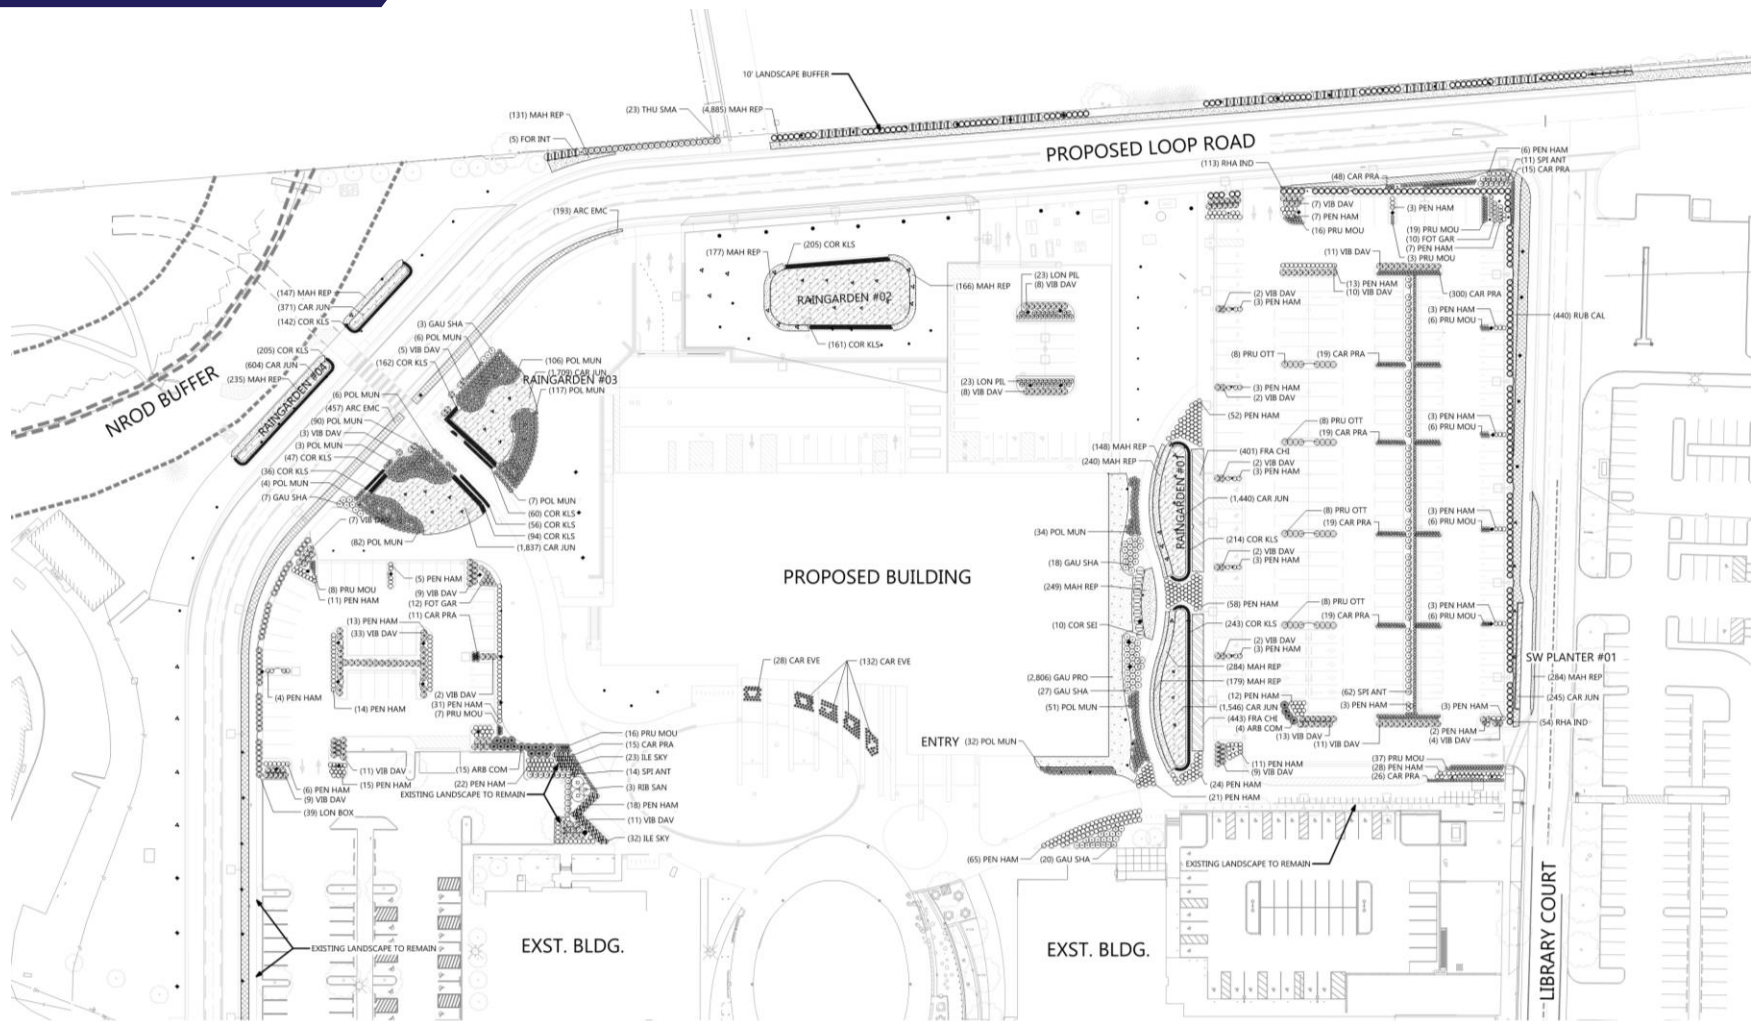 10' LANDSCAPE BUFFER
(131) MAH REP
(23) THU SMA
(4,885) MAH REP
(5) FOR INT
PROPOSED LOOP ROAD
(113) RHA IND
(48) CAR PRA
(6) PEN HAM
(11) SPI ANT
(15) CAR PRA
(7) VIB DAV
(7) PEN HAM
(16) PRU MOU
(3) PEN HAM
(19) PRU MOU
(10) FOT GAR
(7) PEN HAM
(3) PRU MOU
(193) ARC EMC
(177) MAH REP
(205) COR KLS
RAINGARDEN #02
(166) MAH REP
(161) COR KLS
(23) LON PIL
(8) VIB DAV
(23) LON PIL
(8) VIB DAV
(11) VIB DAV
(13) PEN HAM
(10) VIB DAV
(300) CAR PRA
(2) VIB DAV
(3) PEN HAM
(3) PEN HAM
(6) PRU MOU
(440) RUB CAL
(8) PRU OTT
(19) CAR PRA
(3) PEN HAM
(2) VIB DAV
(52) PEN HAM
(8) PRU OTT
(19) CAR PRA
(3) PEN HAM
(6) PRU MOU
(147) MAH REP
(371) CAR JUN
(142) COR KLS
(205) COR KLS
(604) CAR JUN
(235) MAH REP
RAINGARDEN #04
NROD BUFFER
(3) GAU SHA
(6) POL MUN
(5) VIB DAV
(162) COR KLS
(106) POL MUN
(1,709) CAR JUN
RAINGARDEN #03
(117) POL MUN
(6) POL MUN
(457) ARC EMC
(90) POL MUN
(3) VIB DAV
(3) POL MUN
(47) COR KLS
(36) COR KLS
(4) POL MUN
(7) GAU SHA
(7) VIB DAV
(82) POL MUN
(7) POL MUN
(60) COR KLS
(56) COR KLS
(94) COR KLS
(1,837) CAR JUN
(148) MAH REP
(240) MAH REP
RAINGARDEN #01
(401) FRA CHI
(2) VIB DAV
(3) PEN HAM
(1,440) CAR JUN
(8) PRU OTT
(19) CAR PRA
(3) PEN HAM
(6) PRU MOU
(34) POL MUN
(214) COR KLS
(18) GAU SHA
(2) VIB DAV
(3) PEN HAM
(249) MAH REP
PROPOSED BUILDING
(58) PEN HAM
(8) PRU OTT
(19) CAR PRA
(3) PEN HAM
(6) PRU MOU
(10) COR SEI
(243) COR KLS
(2) VIB DAV
(3) PEN HAM
(284) MAH REP
(179) MAH REP
SW PLANTER #01
(284) MAH REP
(245) CAR JUN
(54) RHA IND
(2,806) GAU PRO
(27) GAU SHA
(51) POL MUN
(12) PEN HAM
(1,546) CAR JUN
(443) FRA CHI
(4) ARB COM
(13) VIB DAV
(62) SPI ANT
(3) PEN HAM
(11) VIB DAV
(3) PEN HAM
(2) PEN HAM
(4) VIB DAV
ENTRY
(32) POL MUN
(11) PEN HAM
(9) VIB DAV
(24) PEN HAM
(21) PEN HAM
(37) PRU MOU
(28) PEN HAM
(26) CAR PRA
(28) CAR EVE
(132) CAR EVE
(8) PRU MOU
(11) PEN HAM
(5) PEN HAM
(9) VIB DAV
(12) FOT GAR
(11) CAR PRA
(13) PEN HAM
(33) VIB DAV
(4) PEN HAM
(14) PEN HAM
(2) VIB DAV
(31) PEN HAM
(7) PRU MOU
(16) PRU MOU
(15) CAR PRA
(23) ILE SKY
(14) SPI ANT
(3) RIB SAN
(18) PEN HAM
(11) VIB DAV
(32) ILE SKY
(11) VIB DAV
(15) PEN HAM
(15) ARB COM
(22) PEN HAM
EXISTING LANDSCAPE TO REMAIN
(6) PEN HAM
(9) VIB DAV
(39) LON BOX
(65) PEN HAM
(20) GAU SHA
EXISTING LANDSCAPE TO REMAIN
EXISTING LANDSCAPE TO REMAIN
EXST. BLDG.
EXST. BLDG.
LIBRARY COURT